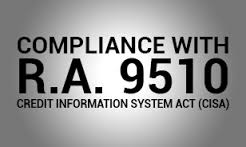 COMPLIANCE WITH
R.A. 9510
CREDIT INFORMATION SYSTEM ACT (CISA)